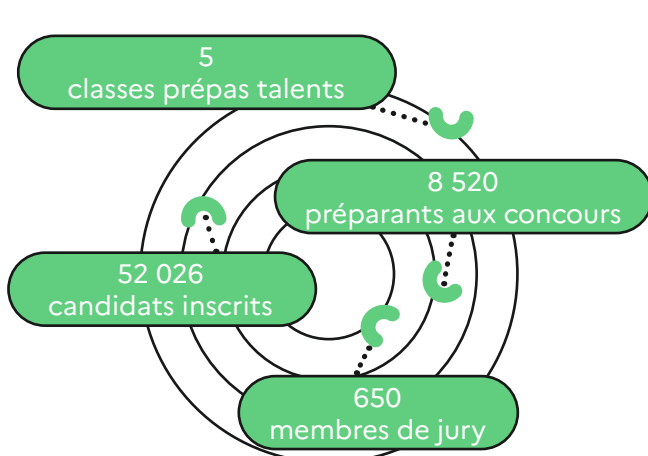 5
classes prépas talents
8 520
préparants aux concours
52 026
candidats inscrits
650
membres de jury